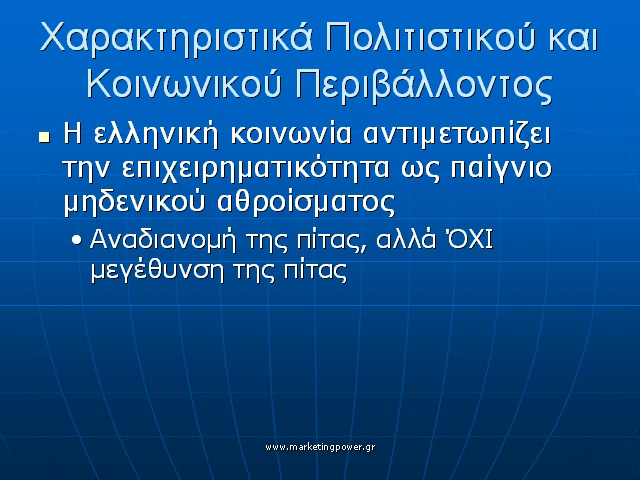 Χαρακτηριστικά Πολιτιστικού και
Κοινωνικού Περιβάλλοντος
Η ελληνική κοινωνία αντιμετωπίζει
την επιχειρηματικότητα ως παίγνιο
μηδενικού αθροίσματος
• Αναδιανομή της πίτας, αλλά ΌΧΙ
μεγέθυνση της πίτας
www.marketingpower.gr